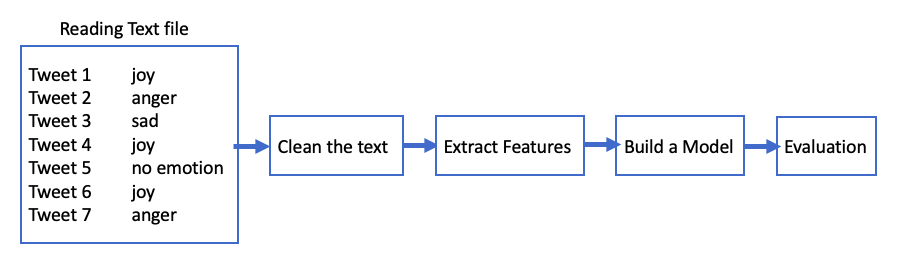 Reading Text file
Tweet 1 joy
Tweet 2 anger
Tweet 3 sad
Tweet 4 joy
Tweet 5 no emotion
Tweet 6 joy
Tweet 7 anger
Clean the text
Extract Features
Build a Model
Evaluation